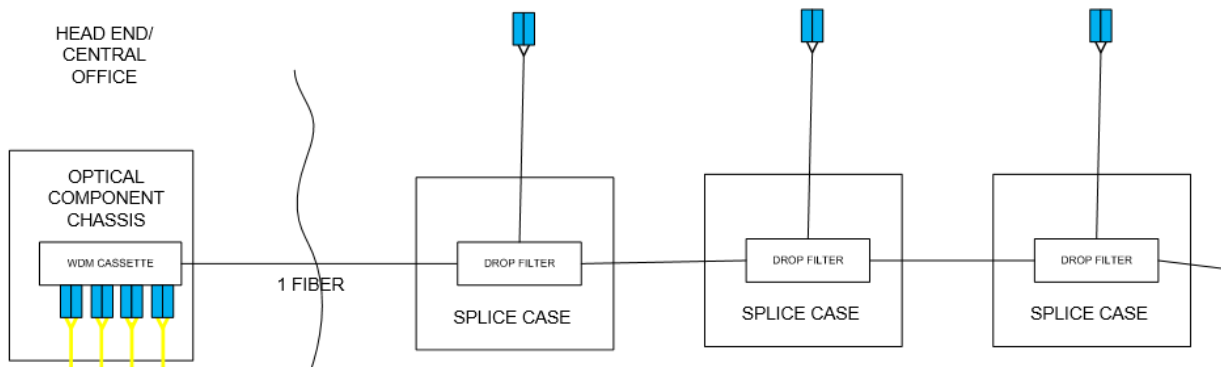 HEAD END/
CENTRAL
OFFICE
OPTICAL
COMPONENT
CHASSIS
WDM CASSETTE
1 FIBER
DROP FILTER
SPLICE CASE
DROP FILTER
SPLICE CASE
DROP FILTER
SPLICE CASE